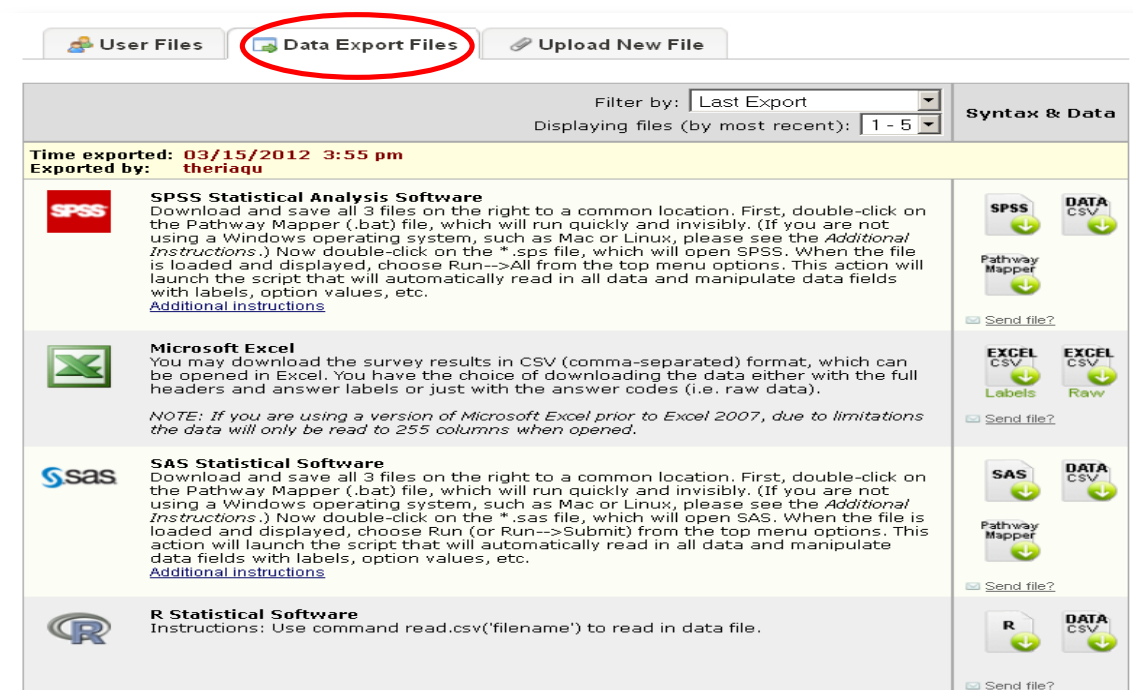 User Files
Data Export Files
Upload New File
Filter by: Last Export
Displaying files (by most recent): 1 - 5
Syntax & Data
Time exported: 03/15/2012 3:55 pm
Exported by: theriaqu
SPSS
SPSS Statistical Analysis Software
Download and save all 3 files on the right to a common location. First, double-click on
the Pathway Mapper (.bat) file, which will run quickly and invisibly. (If you are not
using a Windows operating system, such as Mac or Linux, please see the Additional
Instructions.) Now double-click on the *.sps file, which will open SPSS. When the file
is loaded and displayed, choose Run-->All from the top menu options. This action will
launch the script that will automatically read in all data and manipulate data fields
with labels, option values, etc.
Additional instructions
SPSS
DATA
CSV
Pathway
Mapper
Send file?
Microsoft Excel
You may download the survey results in CSV (comma-separated) format, which can
be opened in Excel. You have the choice of downloading the data either with the full
headers and answer labels or just with the answer codes (i.e. raw data).
NOTE: If you are using a version of Microsoft Excel prior to Excel 2007, due to limitations
the data will only be read to 255 columns when opened.
EXCEL
CSV
Labels
EXCEL
CSV
Raw
Send file?
sas
SAS Statistical Software
Download and save all 3 files on the right to a common location. First, double-click on
the Pathway Mapper (.bat) file, which will run quickly and invisibly. (If you are not
using a Windows operating system, such as Mac or Linux, please see the Additional
Instructions.) Now double-click on the *.sas file, which will open SAS. When the file is
loaded and displayed, choose Run (or Run-->Submit) from the top menu options. This
action will launch the script that will automatically read in all data and manipulate
data fields with labels, option values, etc.
Additional instructions
SAS
DATA
CSV
Pathway
Mapper
Send file?
R
R Statistical Software
Instructions: Use command read.csv('filename') to read in data file.
R
DATA
CSV
Send file?